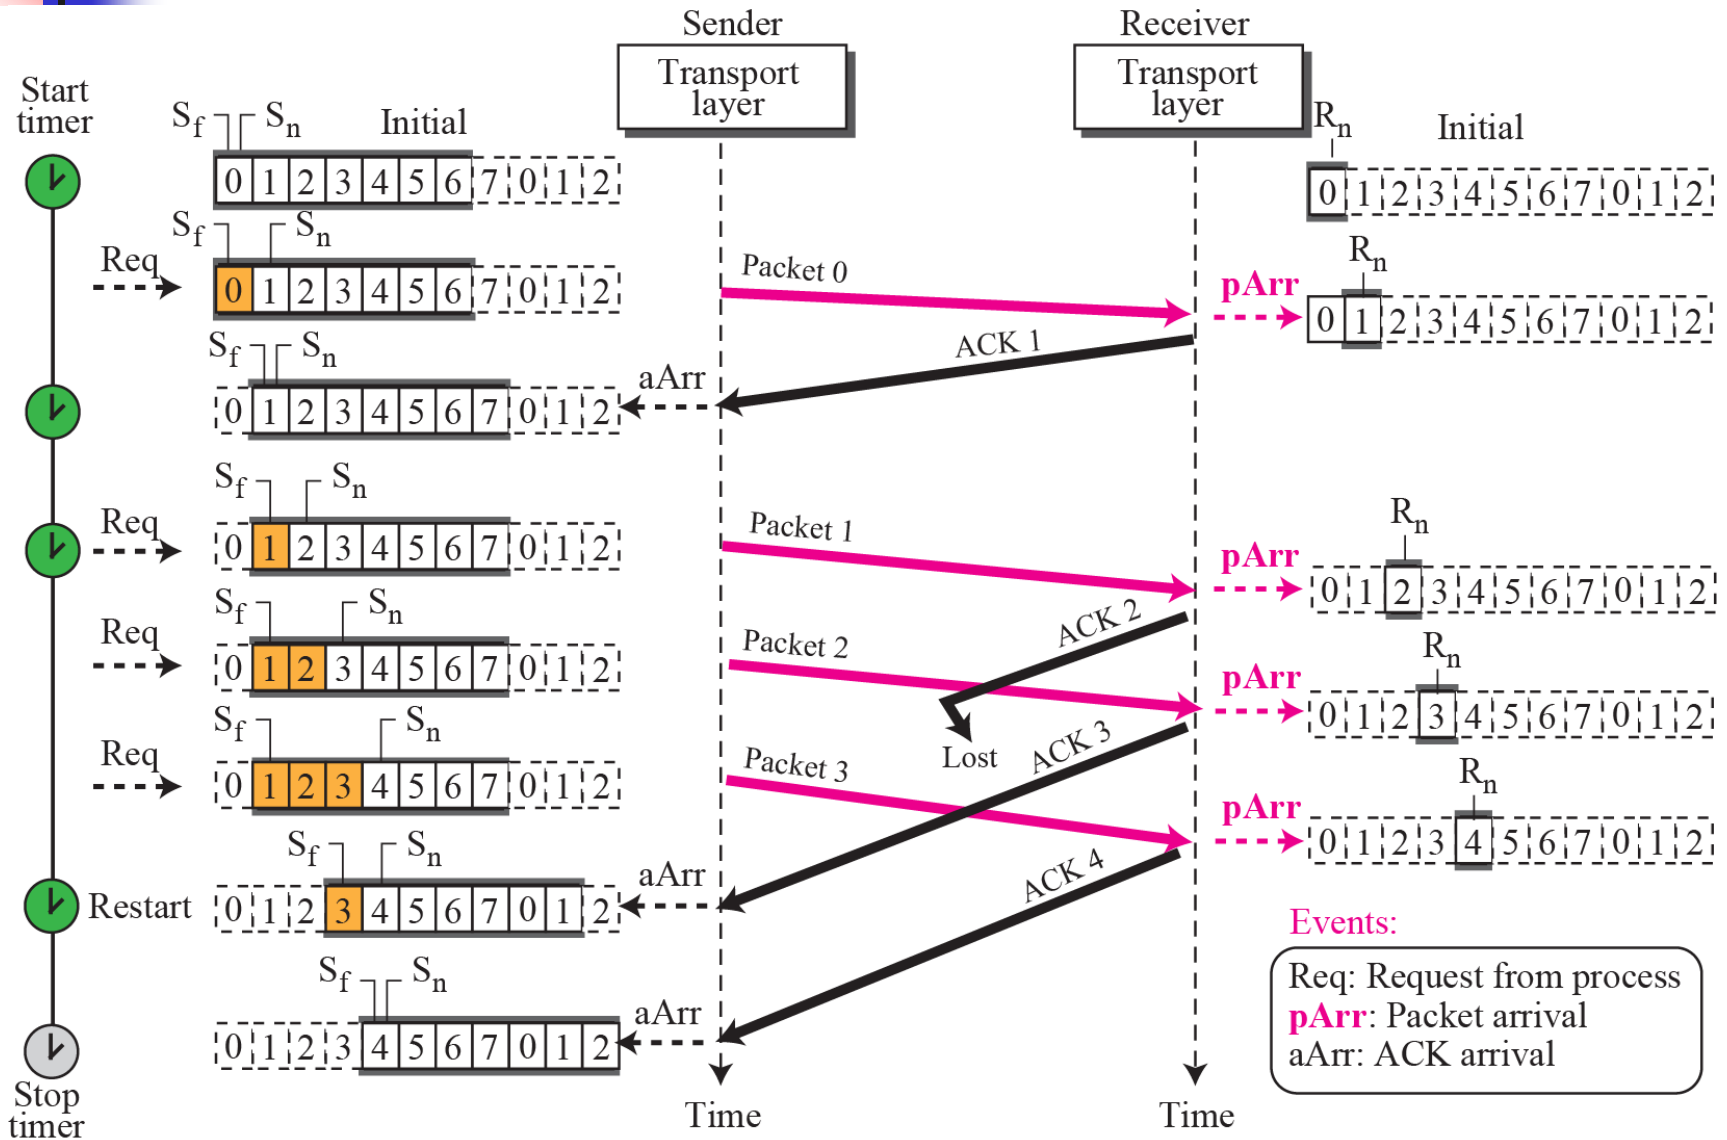 Sender
Receiver
Transport layer
Transport layer
Start timer
Sf Sn Initial
0 1 2 3 4 5 6 7 0 1 2
Rn Initial
0 1 2 3 4 5 6 7 0 1 2
Req
Sf Sn
0 1 2 3 4 5 6 7 0 1 2
Packet 0
pArr
Rn
0 1 2 3 4 5 6 7 0 1 2
Sf Sn
0 1 2 3 4 5 6 7 0 1 2
aArr
ACK 1
Req
Sf Sn
0 1 2 3 4 5 6 7 0 1 2
Packet 1
pArr
Rn
0 1 2 3 4 5 6 7 0 1 2
ACK 2
Lost
Req
Sf Sn
0 1 2 3 4 5 6 7 0 1 2
Packet 2
pArr
Rn
0 1 2 3 4 5 6 7 0 1 2
ACK 3
Req
Sf Sn
0 1 2 3 4 5 6 7 0 1 2
Packet 3
pArr
Rn
0 1 2 3 4 5 6 7 0 1 2
ACK 4
Restart
Sf Sn
0 1 2 3 4 5 6 7 0 1 2
aArr
Sf Sn
0 1 2 3 4 5 6 7 0 1 2
aArr
Stop timer
Time
Time
Events:
Req: Request from process
pArr: Packet arrival
aArr: ACK arrival